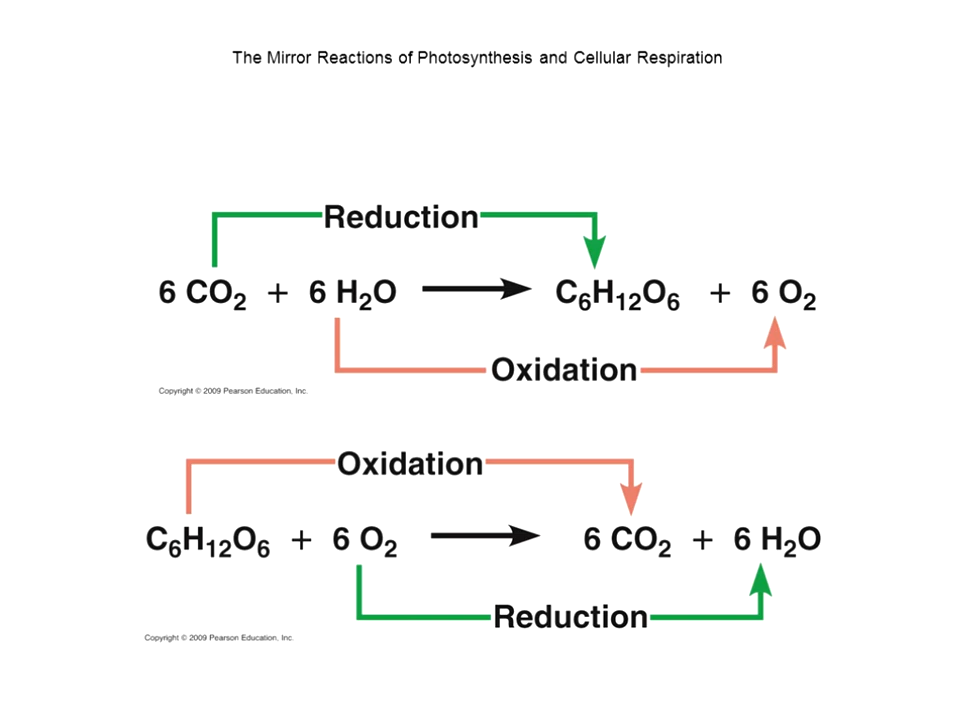 The Mirror Reactions of Photosynthesis and Cellular Respiration
Reduction
6 CO₂ + 6 H₂O → C₆H₁₂O₆ + 6 O₂
Oxidation
Copyright © 2009 Pearson Education, Inc.
Oxidation
C₆H₁₂O₆ + 6 O₂ → 6 CO₂ + 6 H₂O
Reduction
Copyright © 2009 Pearson Education, Inc.